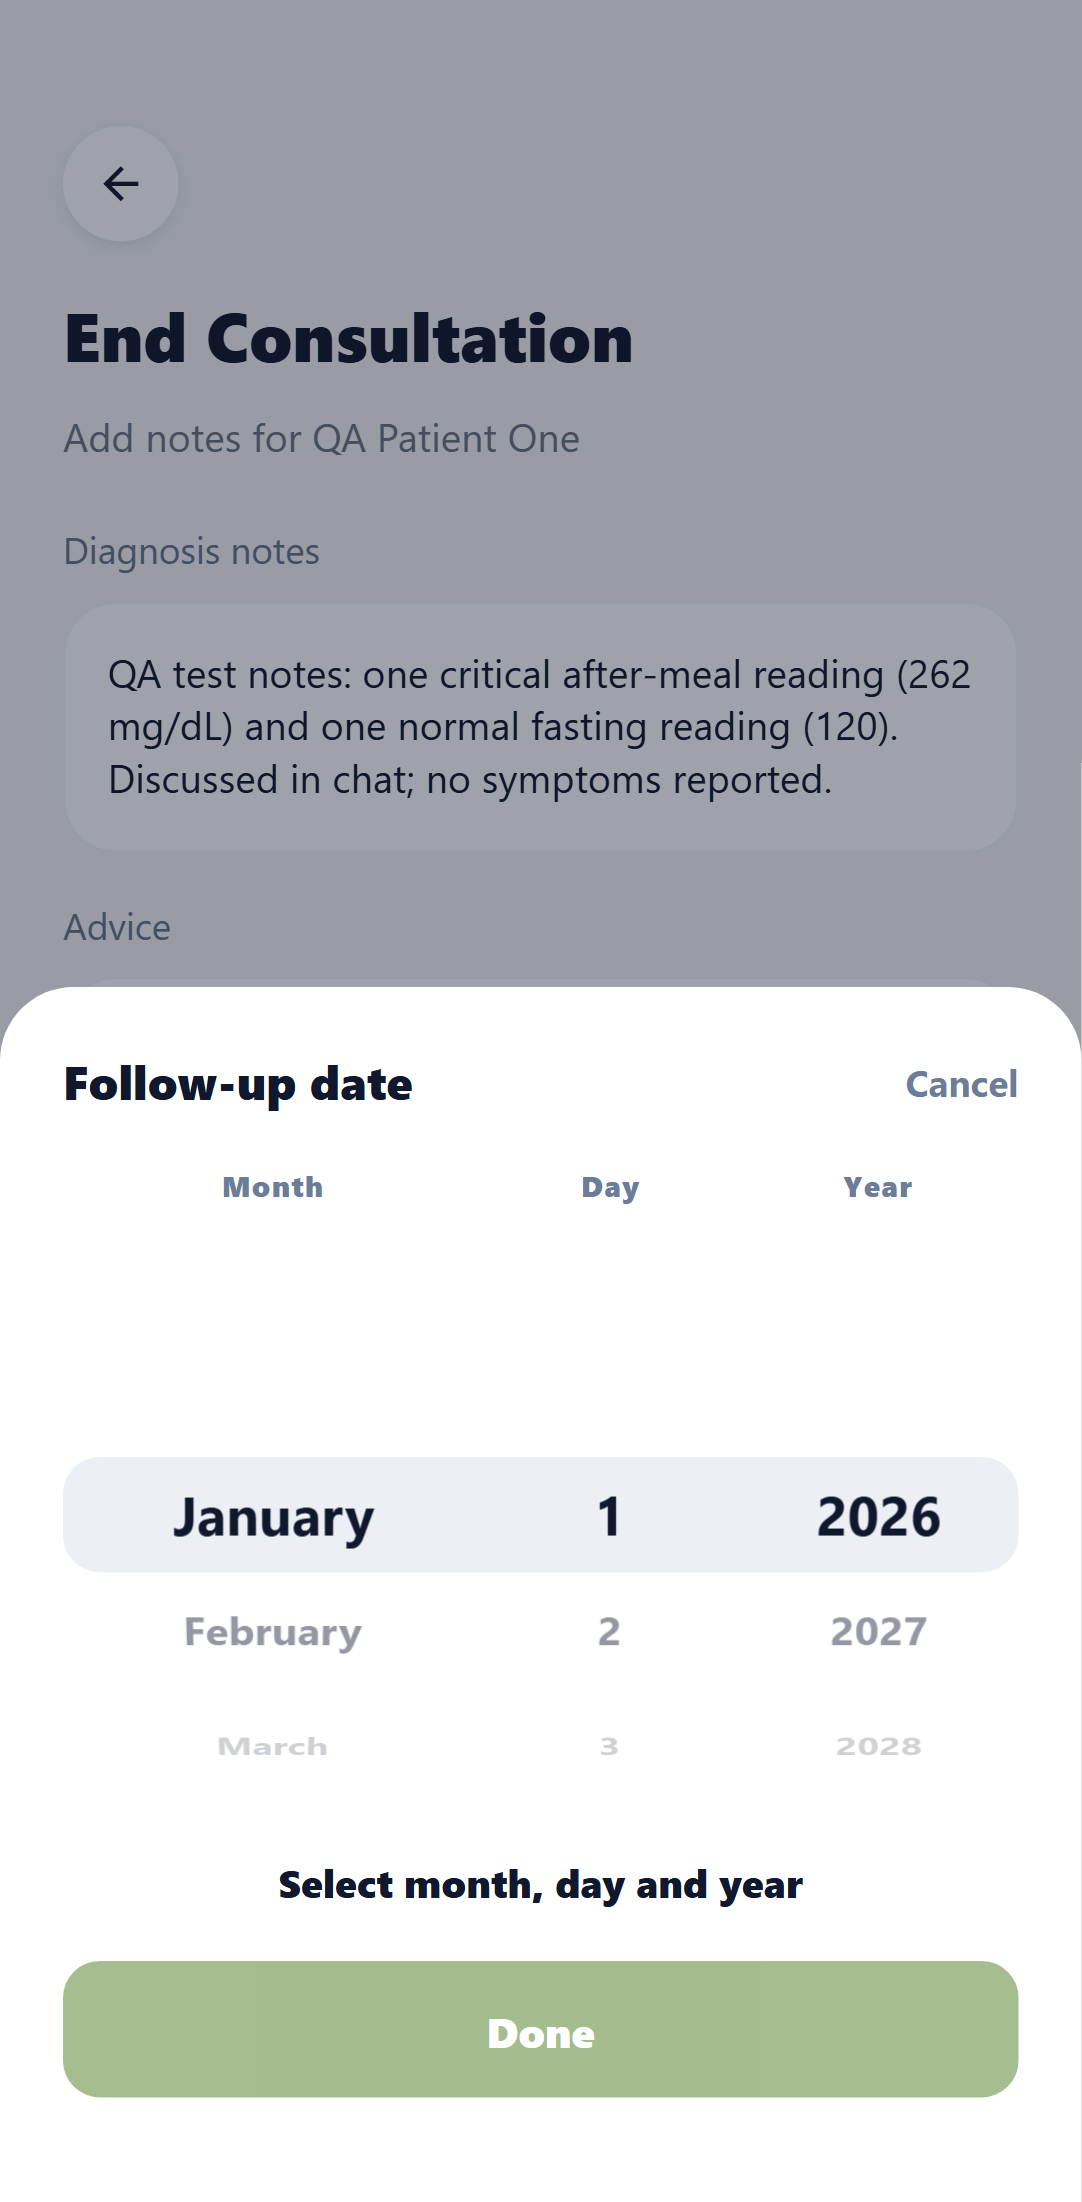 End Consultation
Add notes for QA Patient One
Diagnosis notes
QA test notes: one critical after-meal reading (262
mg/dL) and one normal fasting reading (120).
Discussed in chat; no symptoms reported.
Advice
Follow-up date
Cancel
Month Day Year
January 1 2026
February 2 2027
March 3 2028
Select month, day and year
Done